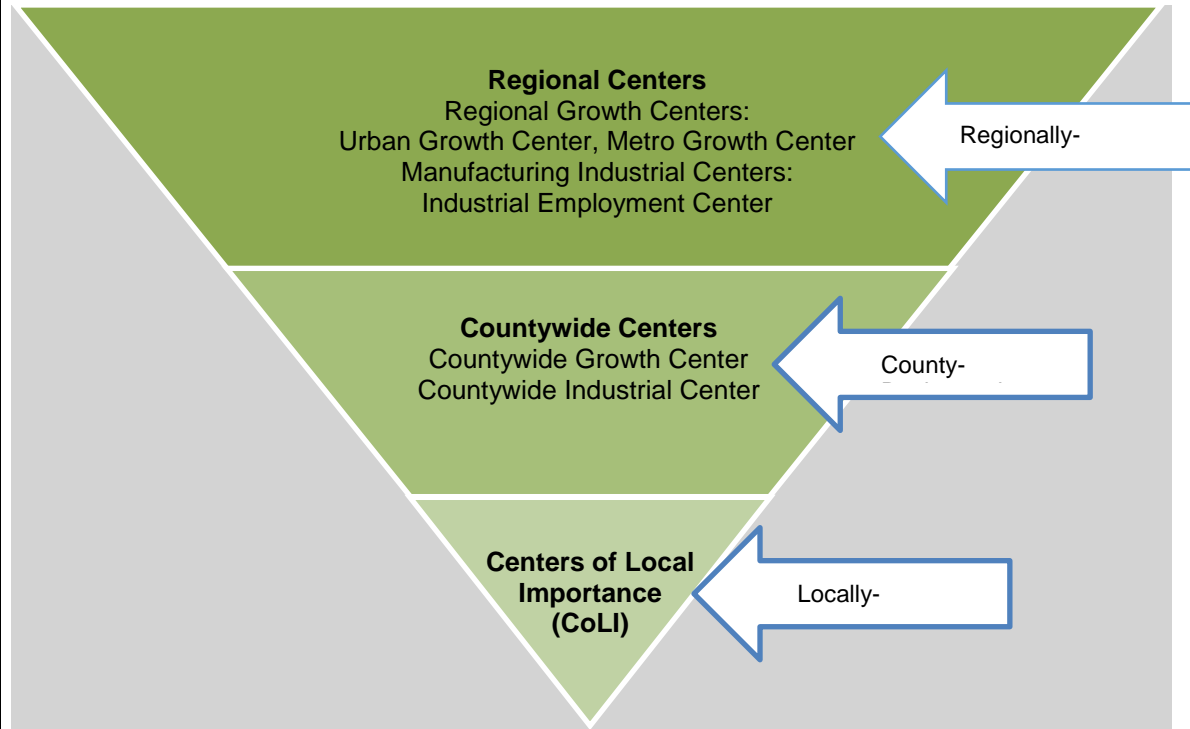 Regional Centers
Regional Growth Centers:
Urban Growth Center, Metro Growth Center
Manufacturing Industrial Centers:
Industrial Employment Center
Regionally-
Countywide Centers
Countywide Growth Center
Countywide Industrial Center
County-
Centers of Local
Importance
(CoLI)
Locally-